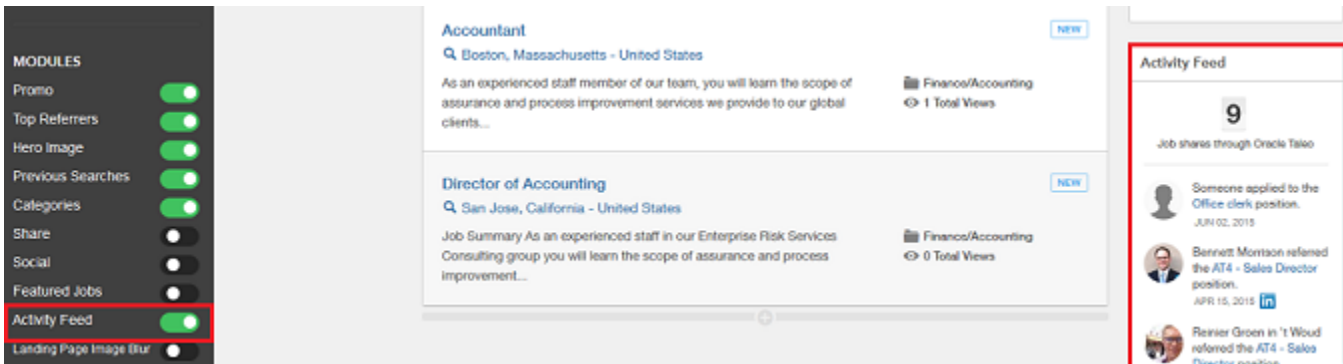 MODULES
Promo
Top Referrers
Hero Image
Previous Searches
Categories
Share
Social
Featured Jobs
Activity Feed
Landing Page Image Blur
Accountant
NEW
Boston, Massachusetts - United States
As an experienced staff member of our team, you will learn the scope of
assurance and process improvement services we provide to our global
clients...
Finance/Accounting
1 Total Views
Director of Accounting
NEW
San Jose, California - United States
Job Summary As an experienced staff in our Enterprise Risk Services
Consulting group you will learn the scope of assurance and process
improvement...
Finance/Accounting
0 Total Views
Activity Feed
9
Job shares through Oracle Taleo
Someone applied to the
Office clerk position.
JUN 02, 2015
Bennett Morrison referred
the AT4 - Sales Director
position.
APR 15, 2015 in
Reinier Groen in 't Woud
referred the AT4 - Sales
Director position